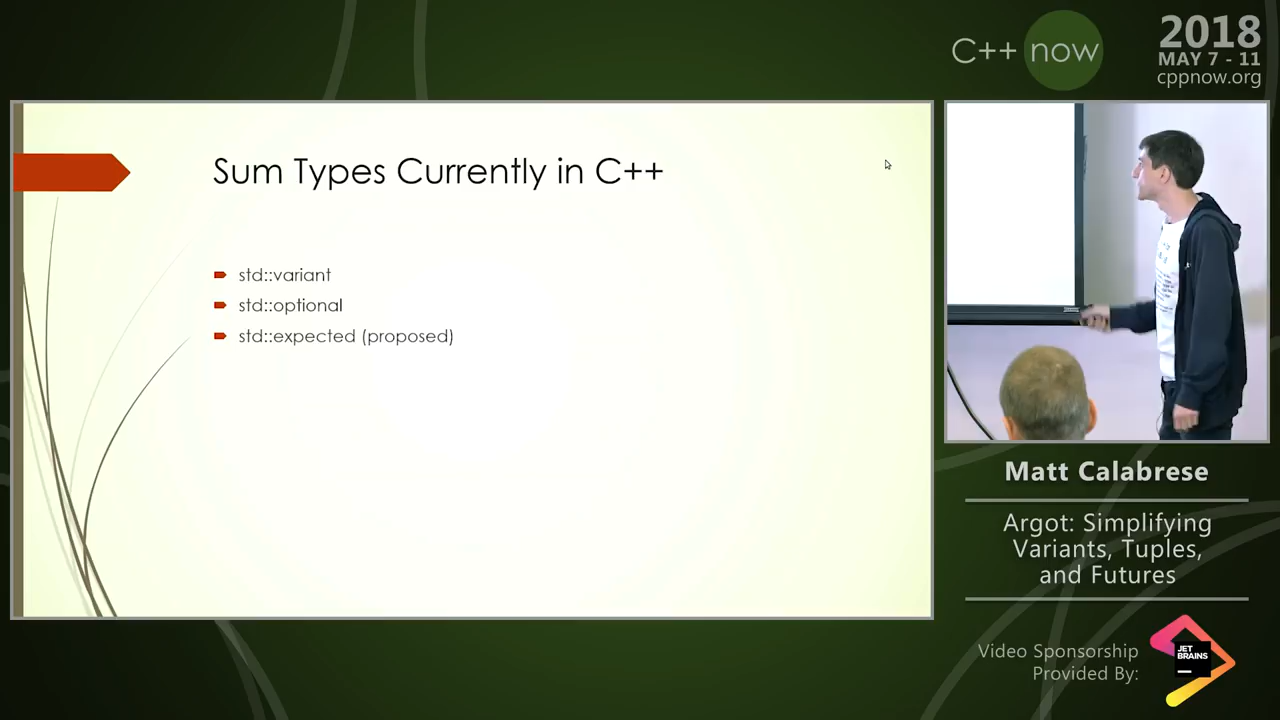 C++ now
2018
MAY 7 - 11
cppnow.org
Sum Types Currently in C++
std::variant
std::optional
std::expected (proposed)
Matt Calabrese
Argot: Simplifying
Variants, Tuples,
and Futures
Video Sponsorship
Provided By:
JET
BRAINS